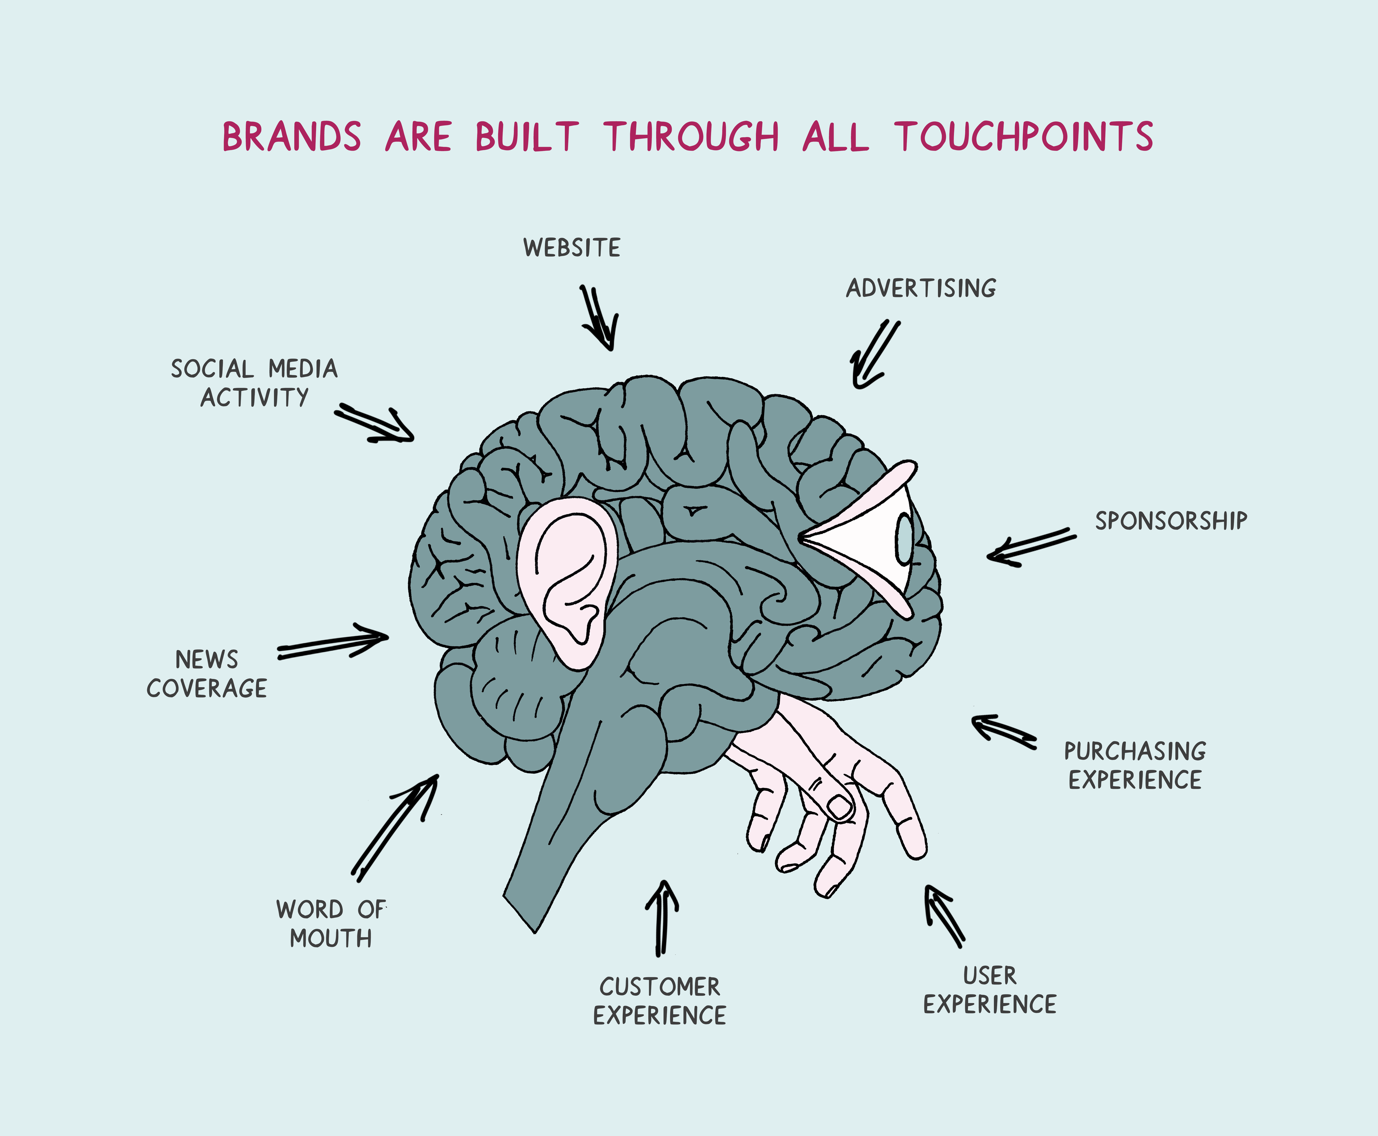 BRANDS ARE BUILT THROUGH ALL TOUCHPOINTS
WEBSITE
ADVERTISING
SOCIAL MEDIA
ACTIVITY
SPONSORSHIP
NEWS
COVERAGE
PURCHASING
EXPERIENCE
WORD OF
MOUTH
CUSTOMER
EXPERIENCE
USER
EXPERIENCE